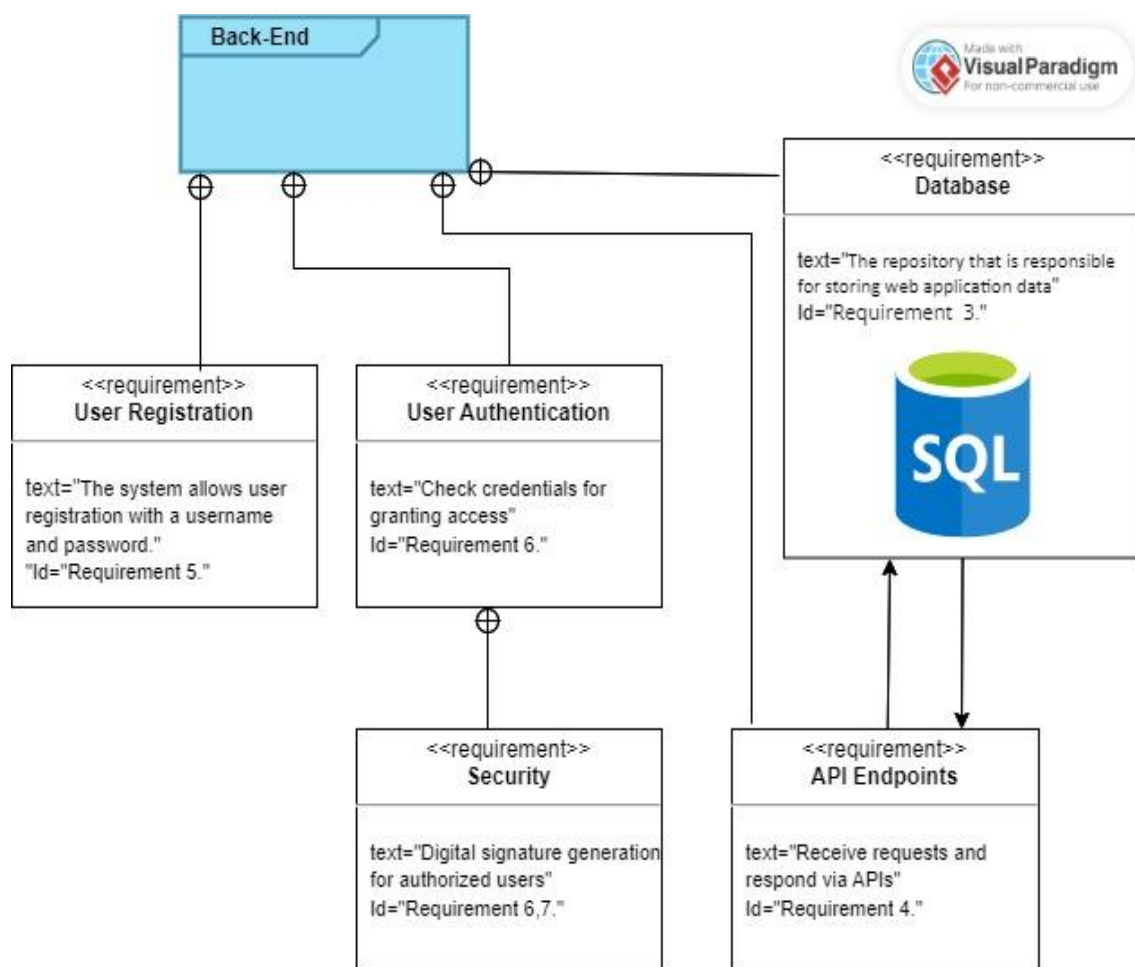 Back-End
Made with
VisualParadigm
For non-commercial use
<<requirement>>
Database
text="The repository that is responsible
for storing web application data"
Id="Requirement  3."
SQL
<<requirement>>
User Registration
text="The system allows user
registration with a username
and password."
"Id="Requirement 5."
<<requirement>>
User Authentication
text="Check credentials for
granting access"
Id="Requirement 6."
<<requirement>>
Security
text="Digital signature generation
for authorized users"
Id="Requirement 6,7."
<<requirement>>
API Endpoints
text="Receive requests and
respond via APIs"
Id="Requirement 4."